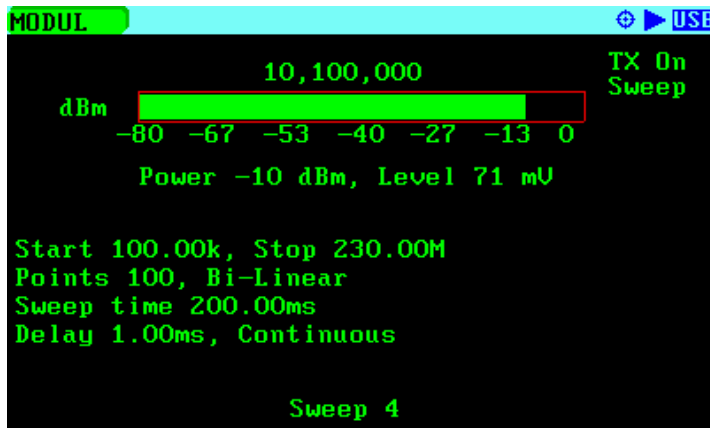 MODUL
USB
10,100,000
TX On
Sweep
dBm
-80 -67 -53 -40 -27 -13 0
Power -10 dBm, Level 71 mV
Start 100.00k, Stop 230.00M
Points 100, Bi-Linear
Sweep time 200.00ms
Delay 1.00ms, Continuous
Sweep 4